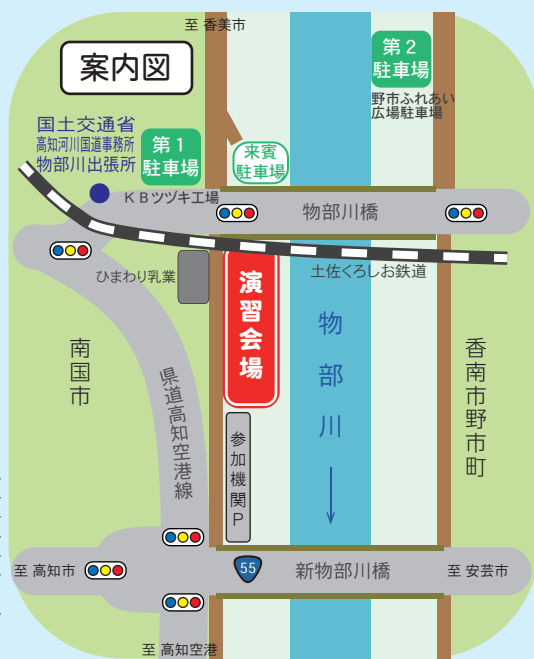 至 香美市
案内図
第２
駐車場
野市ふれあい
広場駐車場
国土交通省
高知河川国道事務所
物部川出張所
第１
駐車場
来賓
駐車場
ＫＢツヅキ工場
物部川橋
土佐くろしお鉄道
ひまわり乳業
演習会場
物部川
南国市
香南市野市町
県道高知空港線
参加機関P
至 高知市
55
新物部川橋
至 安芸市
至 高知空港